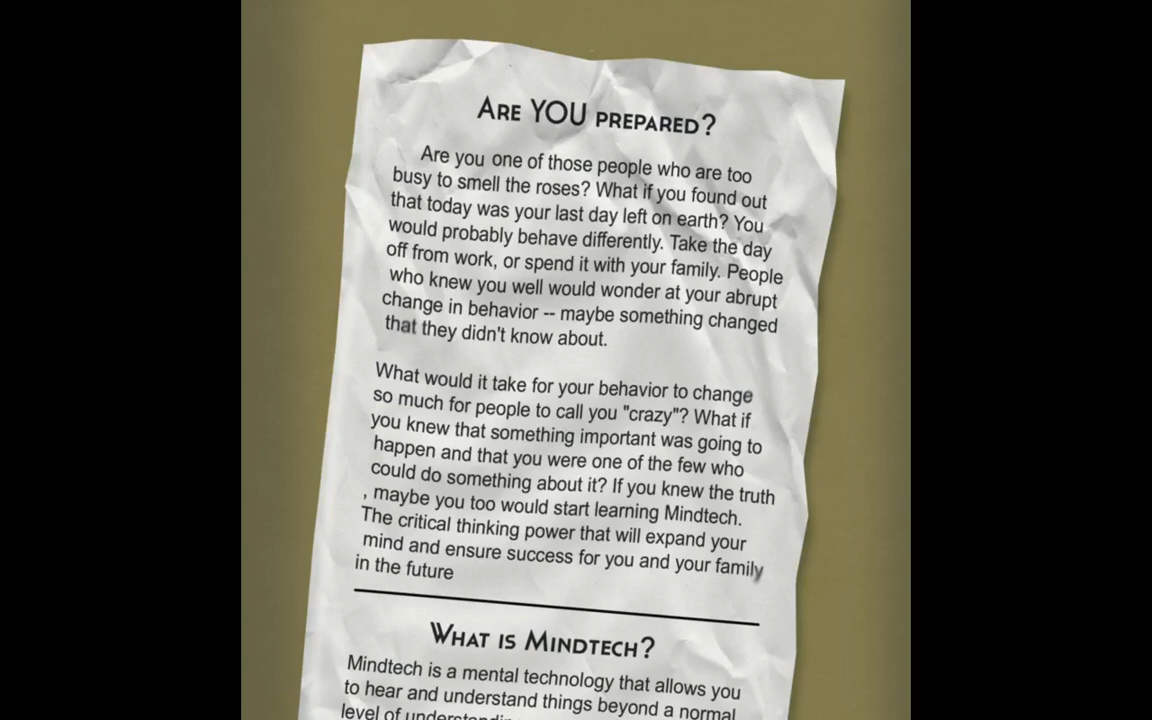 Are YOU prepared?
Are you one of those people who are too
busy to smell the roses? What if you found out
that today was your last day left on earth? You
would probably behave differently. Take the day
off from work, or spend it with your family. People
who knew you well would wonder at your abrupt
change in behavior -- maybe something changed
that they didn't know about.
What would it take for your behavior to change
so much for people to call you "crazy"? What if
you knew that something important was going to
happen and that you were one of the few who
could do something about it? If you knew the truth
, maybe you too would start learning Mindtech.
The critical thinking power that will expand your
mind and ensure success for you and your family
in the future
What is Mindtech?
Mindtech is a mental technology that allows you
to hear and understand things beyond a normal
level of